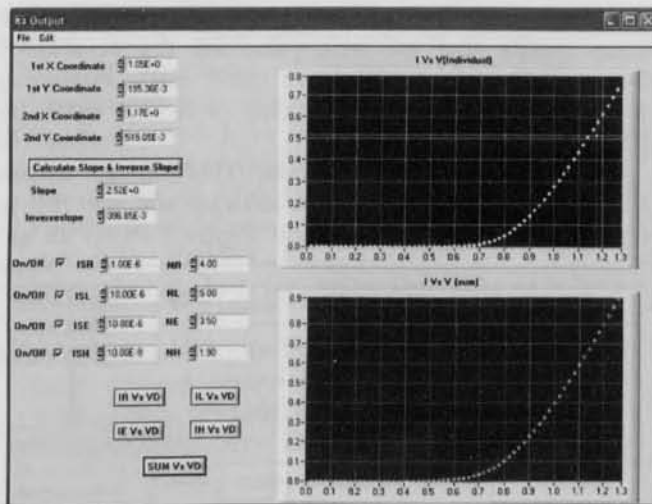 Output
File Edit
1st X Coordinate 1.05E+0
1st Y Coordinate
2nd X Coordinate 1.17E+0
2nd Y Coordinate
Calculate Slope & Inverse Slope
Slope 2.52E+0
Inverseslope
On/Off ISR 1.00E-6 NR 4.00
On/Off ISL 10.00E-6 NL 5.00
On/Off ISE 10.00E-6 NE 3.50
On/Off ISH NH 1.90
IR Vs VD IL Vs VD
IE Vs VD IH Vs VD
SUM Vs VD
I Vs V(Individual)
0.8
0.7
0.6
0.5
0.4
0.3
0.2
0.1
0.0
0.0 0.1 0.2 0.3 0.4 0.5 0.6 0.7 0.8 0.9 1.0 1.1 1.2 1.3
I Vs V (sum)
0.9
0.8
0.7
0.6
0.5
0.4
0.3
0.2
0.1
0.0
0.0 0.1 0.2 0.3 0.4 0.5 0.6 0.7 0.8 0.9 1.0 1.1 1.2 1.3